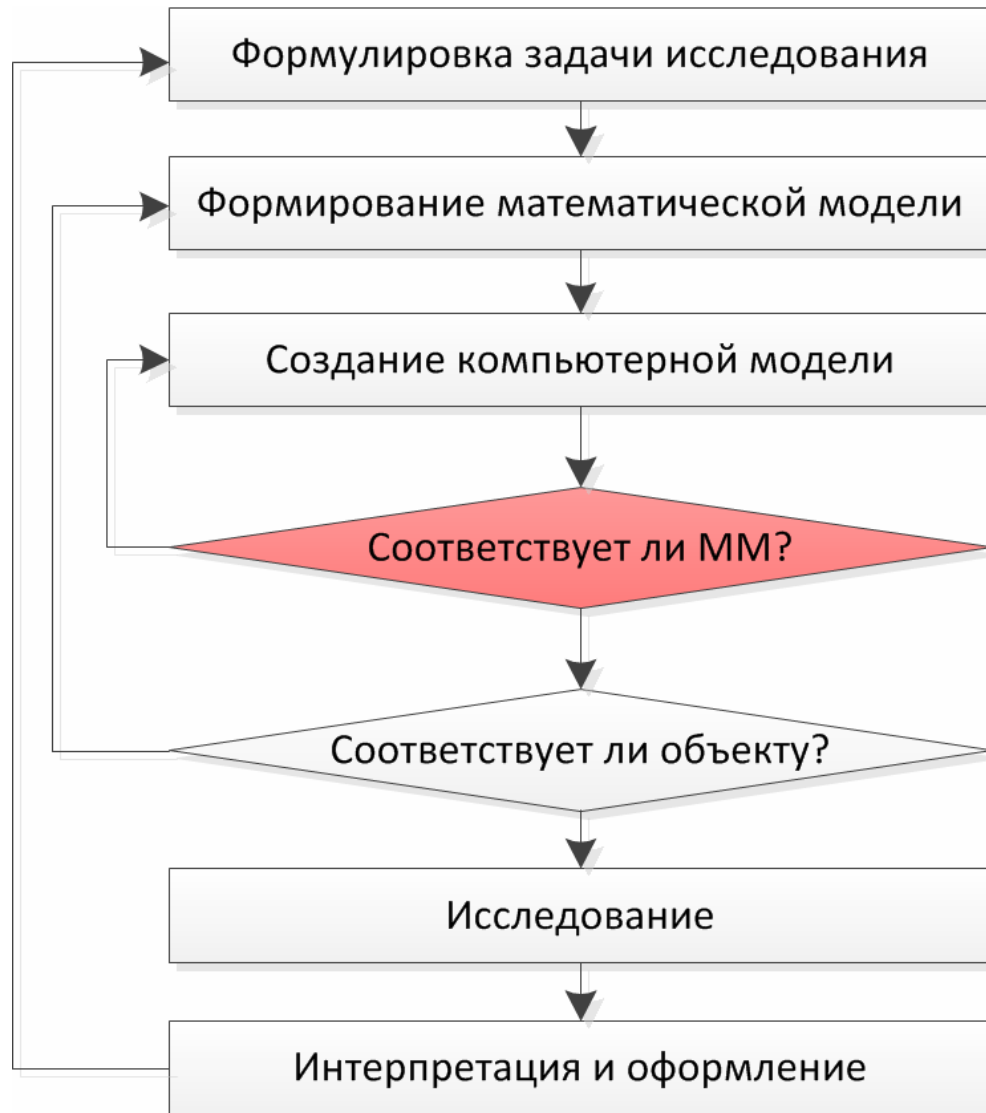 Формулировка задачи исследования
Формирование математической модели
Создание компьютерной модели
Соответствует ли ММ?
Соответствует ли объекту?
Исследование
Интерпретация и оформление